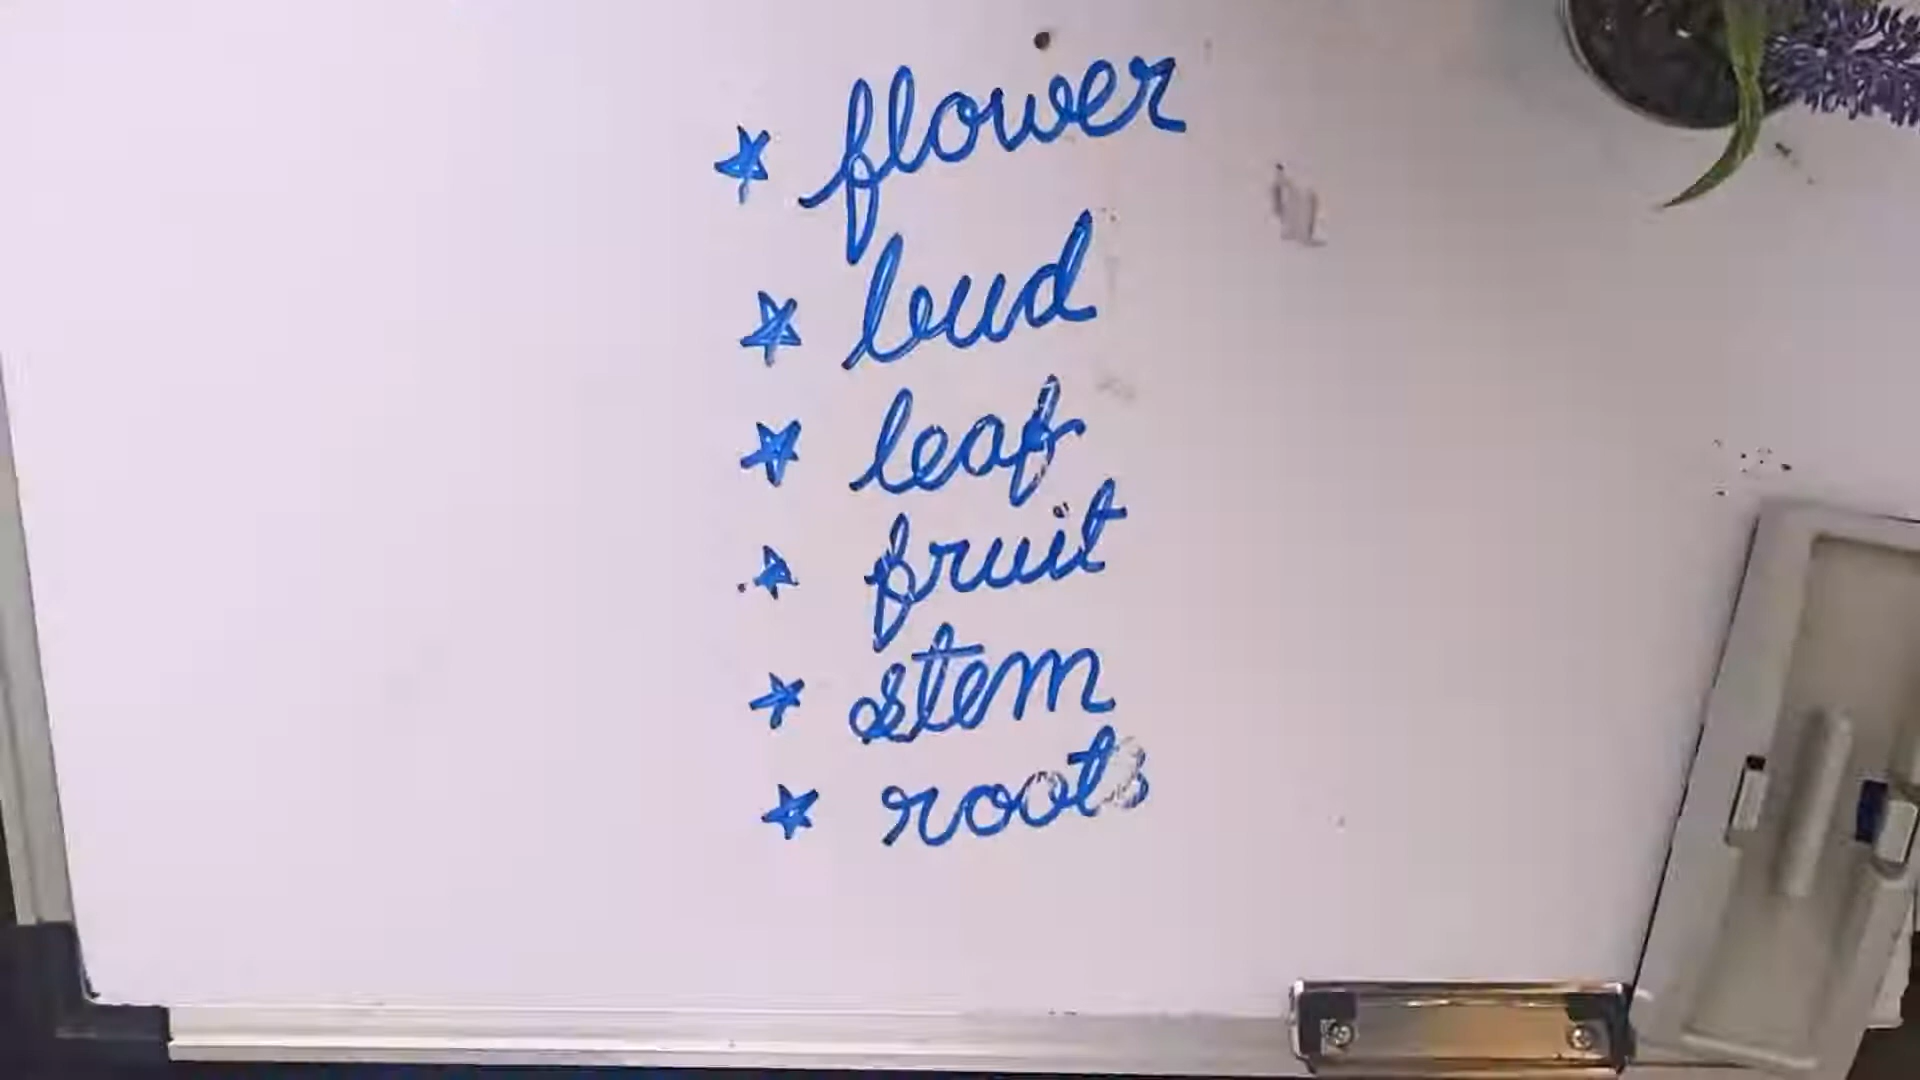 ★ flower
★ bud
★ leaf
★ fruit
★ stem
★ roots